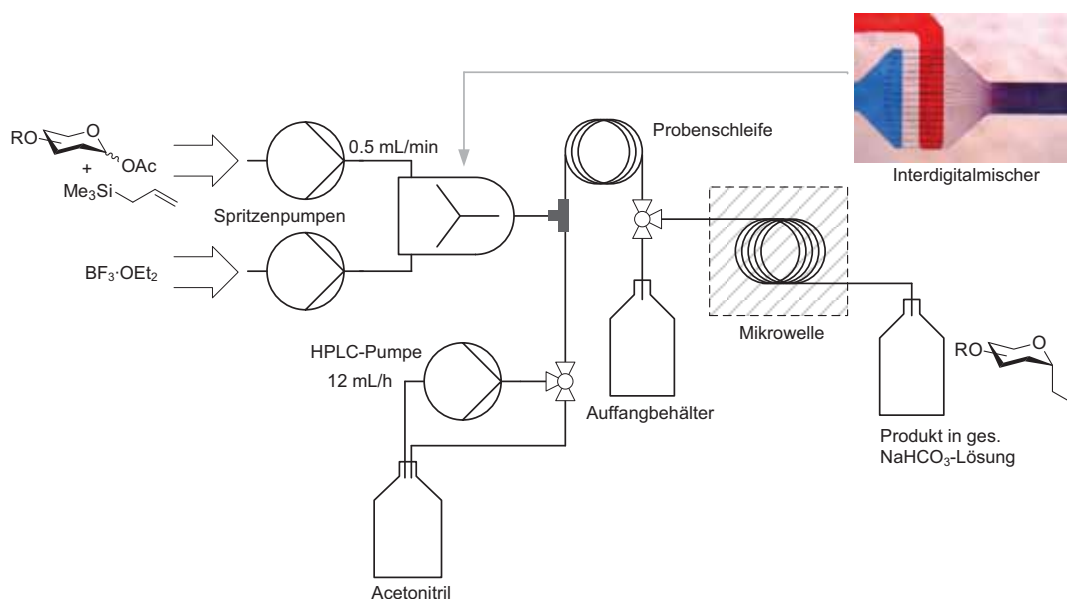 Probenschleife
Interdigitalmischer
RO
O
OAc
+
Me₃Si
0.5 mL/min
Spritzenpumpen
BF₃·OEt₂
Mikrowelle
HPLC-Pumpe
12 mL/h
Auffangbehälter
RO
O
Produkt in ges.
NaHCO₃-Lösung
Acetonitril